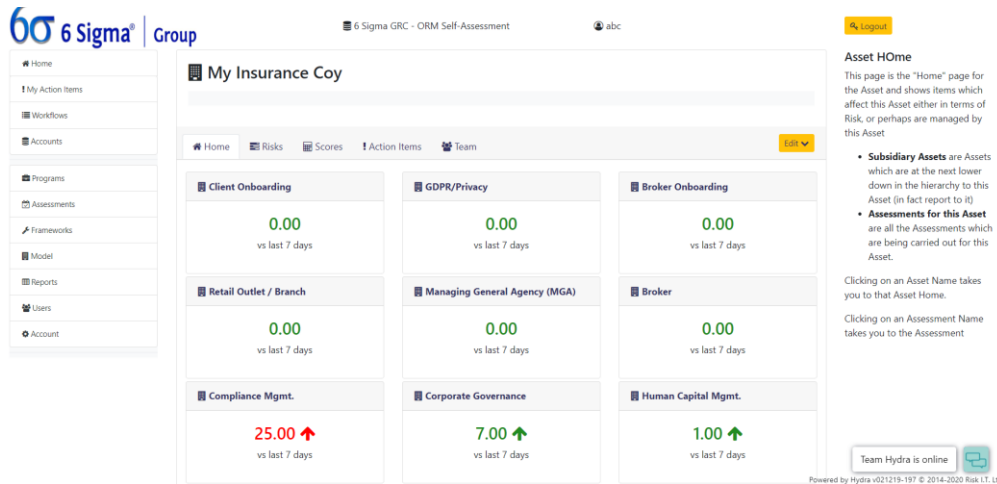 6σ 6 Sigma® Group
6 Sigma GRC - ORM Self-Assessment
abc
Logout
Home
! My Action Items
Workflows
Accounts
Programs
Assessments
Frameworks
Model
Reports
Users
Account
My Insurance Coy
Home
Risks
Scores
! Action Items
Team
Edit
Client Onboarding
0.00
vs last 7 days
GDPR/Privacy
0.00
vs last 7 days
Broker Onboarding
0.00
vs last 7 days
Retail Outlet / Branch
0.00
vs last 7 days
Managing General Agency (MGA)
0.00
vs last 7 days
Broker
0.00
vs last 7 days
Compliance Mgmt.
25.00
vs last 7 days
Corporate Governance
7.00
vs last 7 days
Human Capital Mgmt.
1.00
vs last 7 days
Asset HOme
This page is the "Home" page for
the Asset and shows items which
affect this Asset either in terms of
Risk, or perhaps are managed by
this Asset
• Subsidiary Assets are Assets
which are at the next lower
down in the hierarchy to this
Asset (in fact report to it)
• Assessments for this Asset
are all the Assessments which
are being carried out for this
Asset.
Clicking on an Asset Name takes
you to that Asset Home.
Clicking on an Assessment Name
takes you to the Assessment
Team Hydra is online
Powered by Hydra v021219-197 © 2014-2020 Risk I.T. Lt